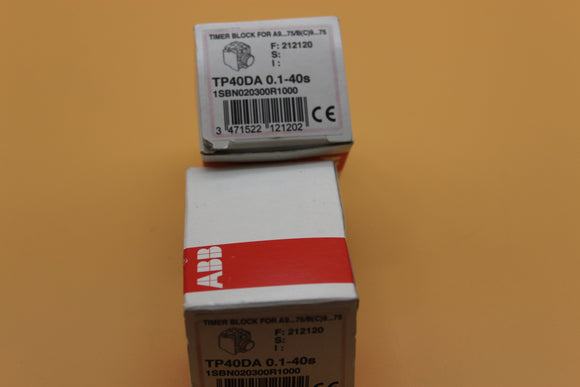 TIMER BLOCK FOR A9...75/B(C)9...75
F: 212120
S:
I :
TP40DA 0.1-40s
1SBN020300R1000
3 471522 121202
CE
ABB
TIMER BLOCK FOR A9...75/B(C)9...75
F: 212120
S:
I :
TP40DA 0.1-40s
1SBN020300R1000
CE